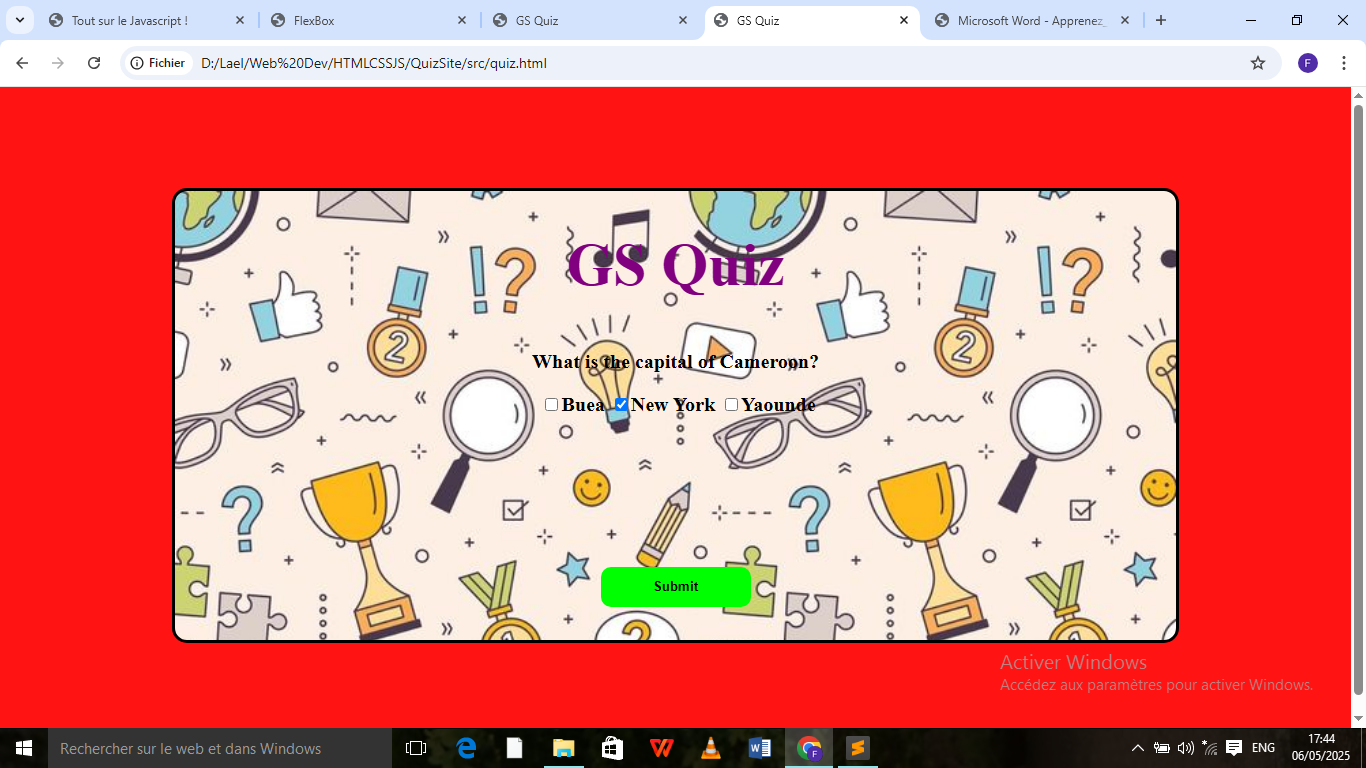 Tout sur le Javascript !
FlexBox
GS Quiz
GS Quiz
Microsoft Word - Apprenez_
Fichier
D:/Lael/Web%20Dev/HTMLCSSJS/QuizSite/src/quiz.html
F
GS Quiz
! ?
! ?
2
2
What is the capital of Cameroon?
Buea New York Yaounde
? ?
Submit
?
Activer Windows
Accédez aux paramètres pour activer Windows.
Rechercher sur le web et dans Windows
ENG
17:44
06/05/2025